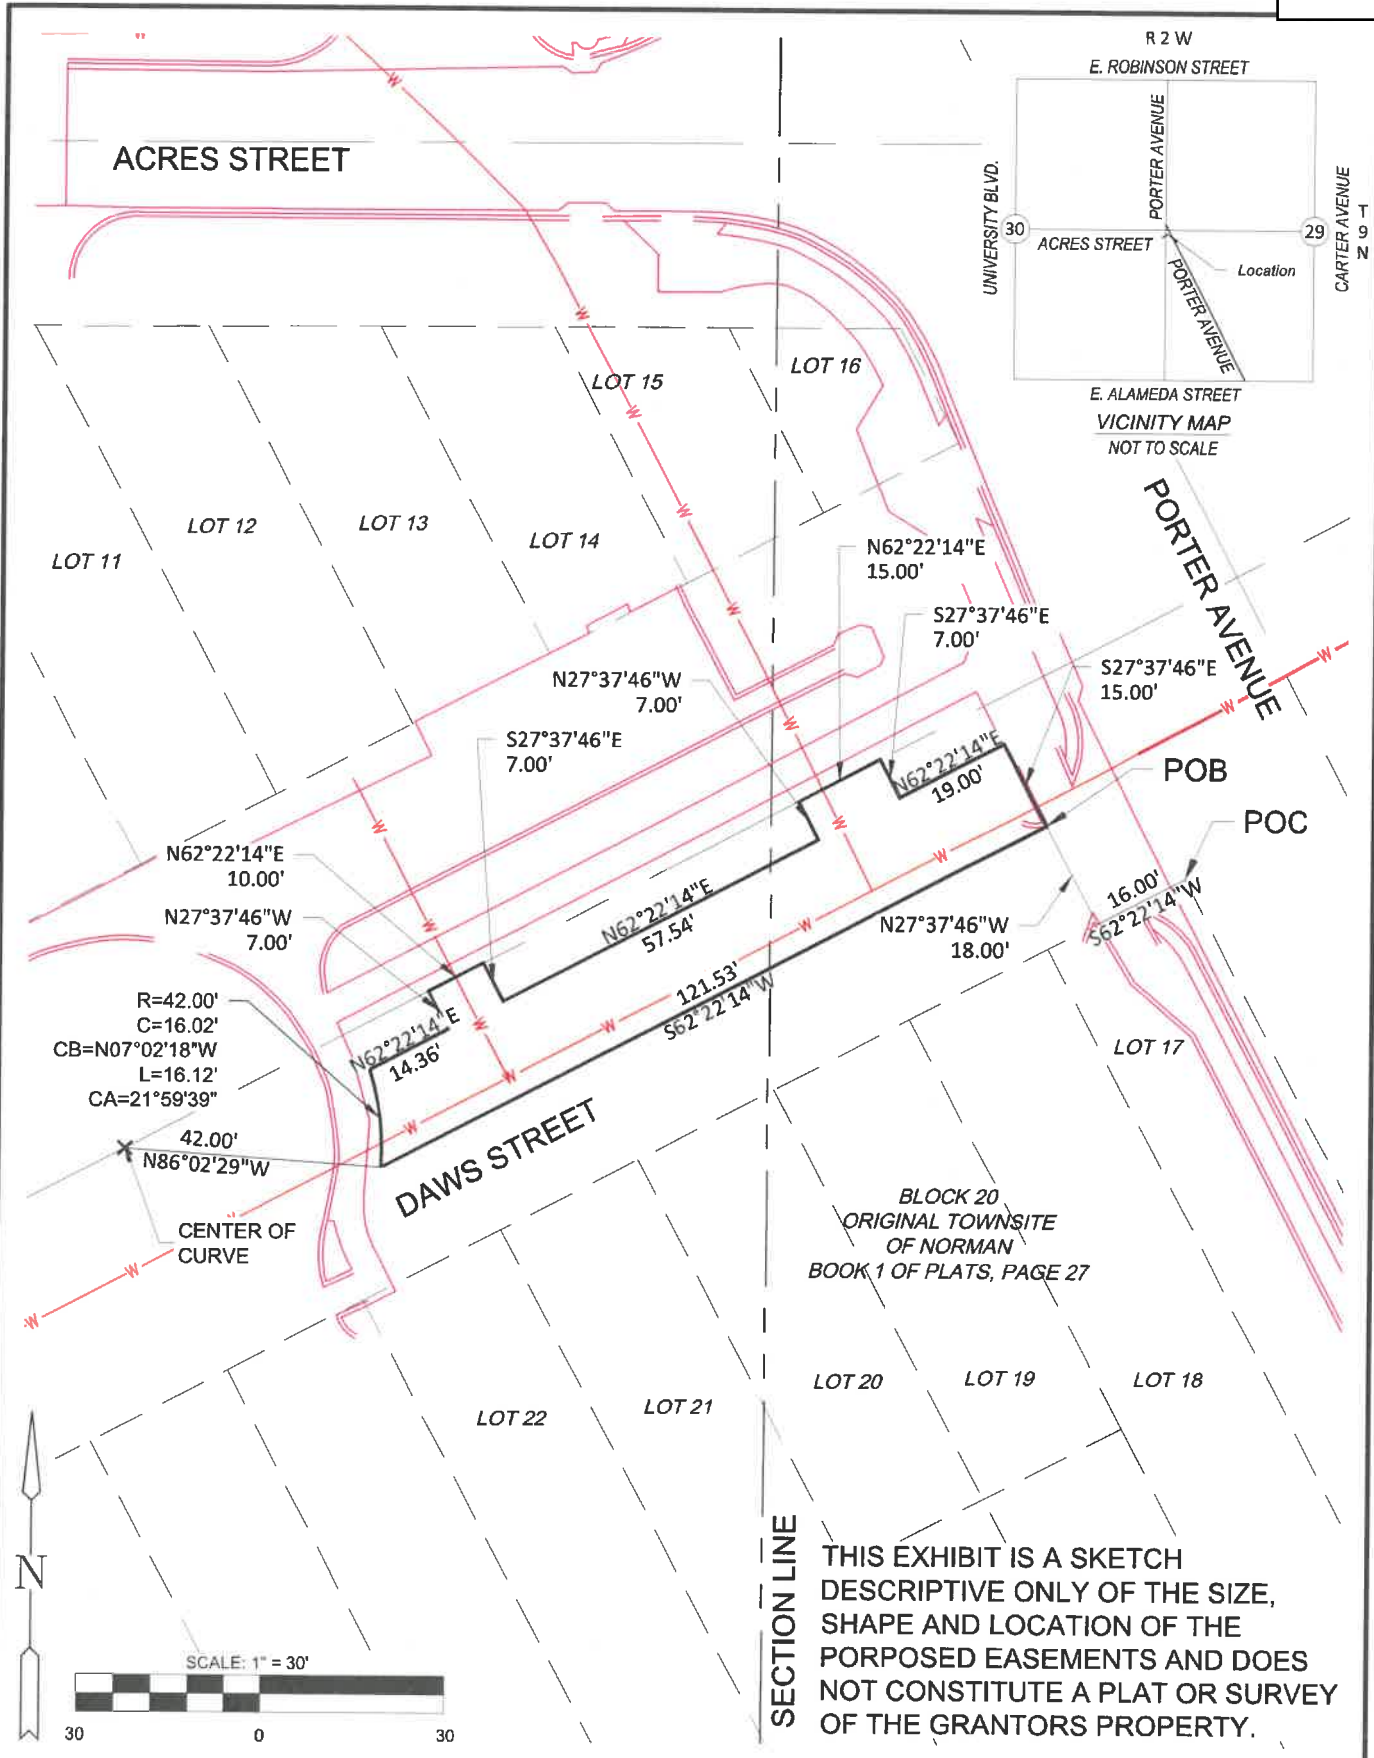 R 2 W
E. ROBINSON STREET
PORTER AVENUE
UNIVERSITY BLVD.
CARTER AVENUE
T
9
N
30
29
ACRES STREET
Location
PORTER AVENUE
E. ALAMEDA STREET
VICINITY MAP
NOT TO SCALE
W
ACRES STREET
W
W
LOT 15
LOT 16
W
LOT 12
LOT 13
LOT 14
LOT 11
W
PORTER AVENUE
N62°22'14"E
15.00'
S27°37'46"E
7.00'
W
W
S27°37'46"E
15.00'
N27°37'46"W
7.00'
W
W
S27°37'46"E
7.00'
N62°22'14"E
19.00'
POB
POC
W
W
W
N62°22'14"E
10.00'
N27°37'46"W
7.00'
W
N62°22'14"E
57.54'
W
16.00'
S62°22'14"W
N27°37'46"W
18.00'
121.53'
S62°22'14"W
R=42.00'
C=16.02'
CB=N07°02'18"W
L=16.12'
CA=21°59'39"
N62°22'14"E
14.36'
W
W
W
W
LOT 17
42.00'
N86°02'29"W
DAWS STREET
CENTER OF
CURVE
W
W
W
BLOCK 20
ORIGINAL TOWNSITE
OF NORMAN
BOOK 1 OF PLATS, PAGE 27
LOT 22
LOT 21
LOT 20
LOT 19
LOT 18
N
SCALE: 1" = 30'
30
0
30
SECTION LINE
THIS EXHIBIT IS A SKETCH
DESCRIPTIVE ONLY OF THE SIZE,
SHAPE AND LOCATION OF THE
PORPOSED EASEMENTS AND DOES
NOT CONSTITUTE A PLAT OR SURVEY
OF THE GRANTORS PROPERTY.